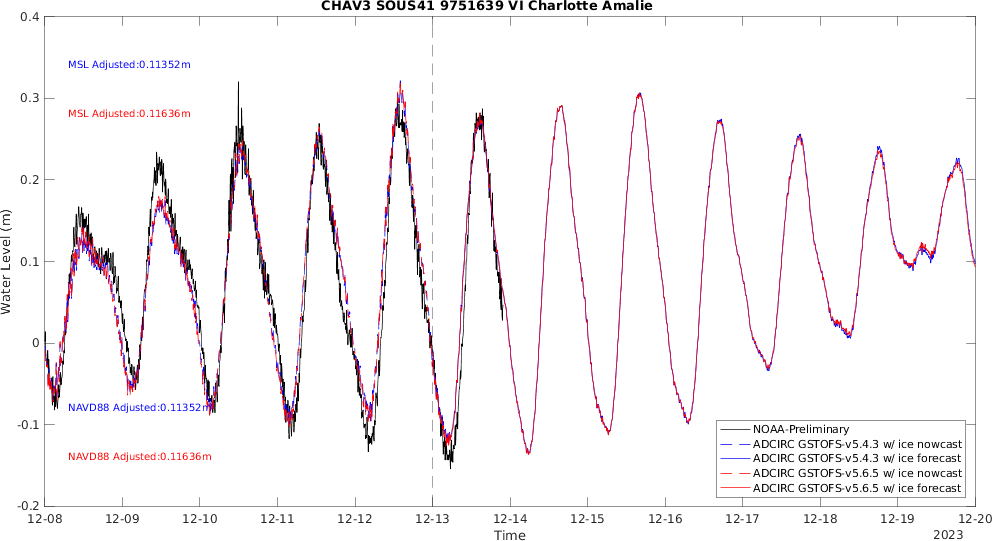 CHAV3 SOUS41 9751639 VI Charlotte Amalie
0.4
0.3
0.2
0.1
0
-0.1
-0.2
Water Level (m)
MSL Adjusted:0.11352m
MSL Adjusted:0.11636m
NAVD88 Adjusted:0.11352m
NAVD88 Adjusted:0.11636m
NOAA-Preliminary
ADCIRC GSTOFS-v5.4.3 w/ ice nowcast
ADCIRC GSTOFS-v5.4.3 w/ ice forecast
ADCIRC GSTOFS-v5.6.5 w/ ice nowcast
ADCIRC GSTOFS-v5.6.5 w/ ice forecast
12-08 12-09 12-10 12-11 12-12 12-13 12-14 12-15 12-16 12-17 12-18 12-19 12-20
Time
2023